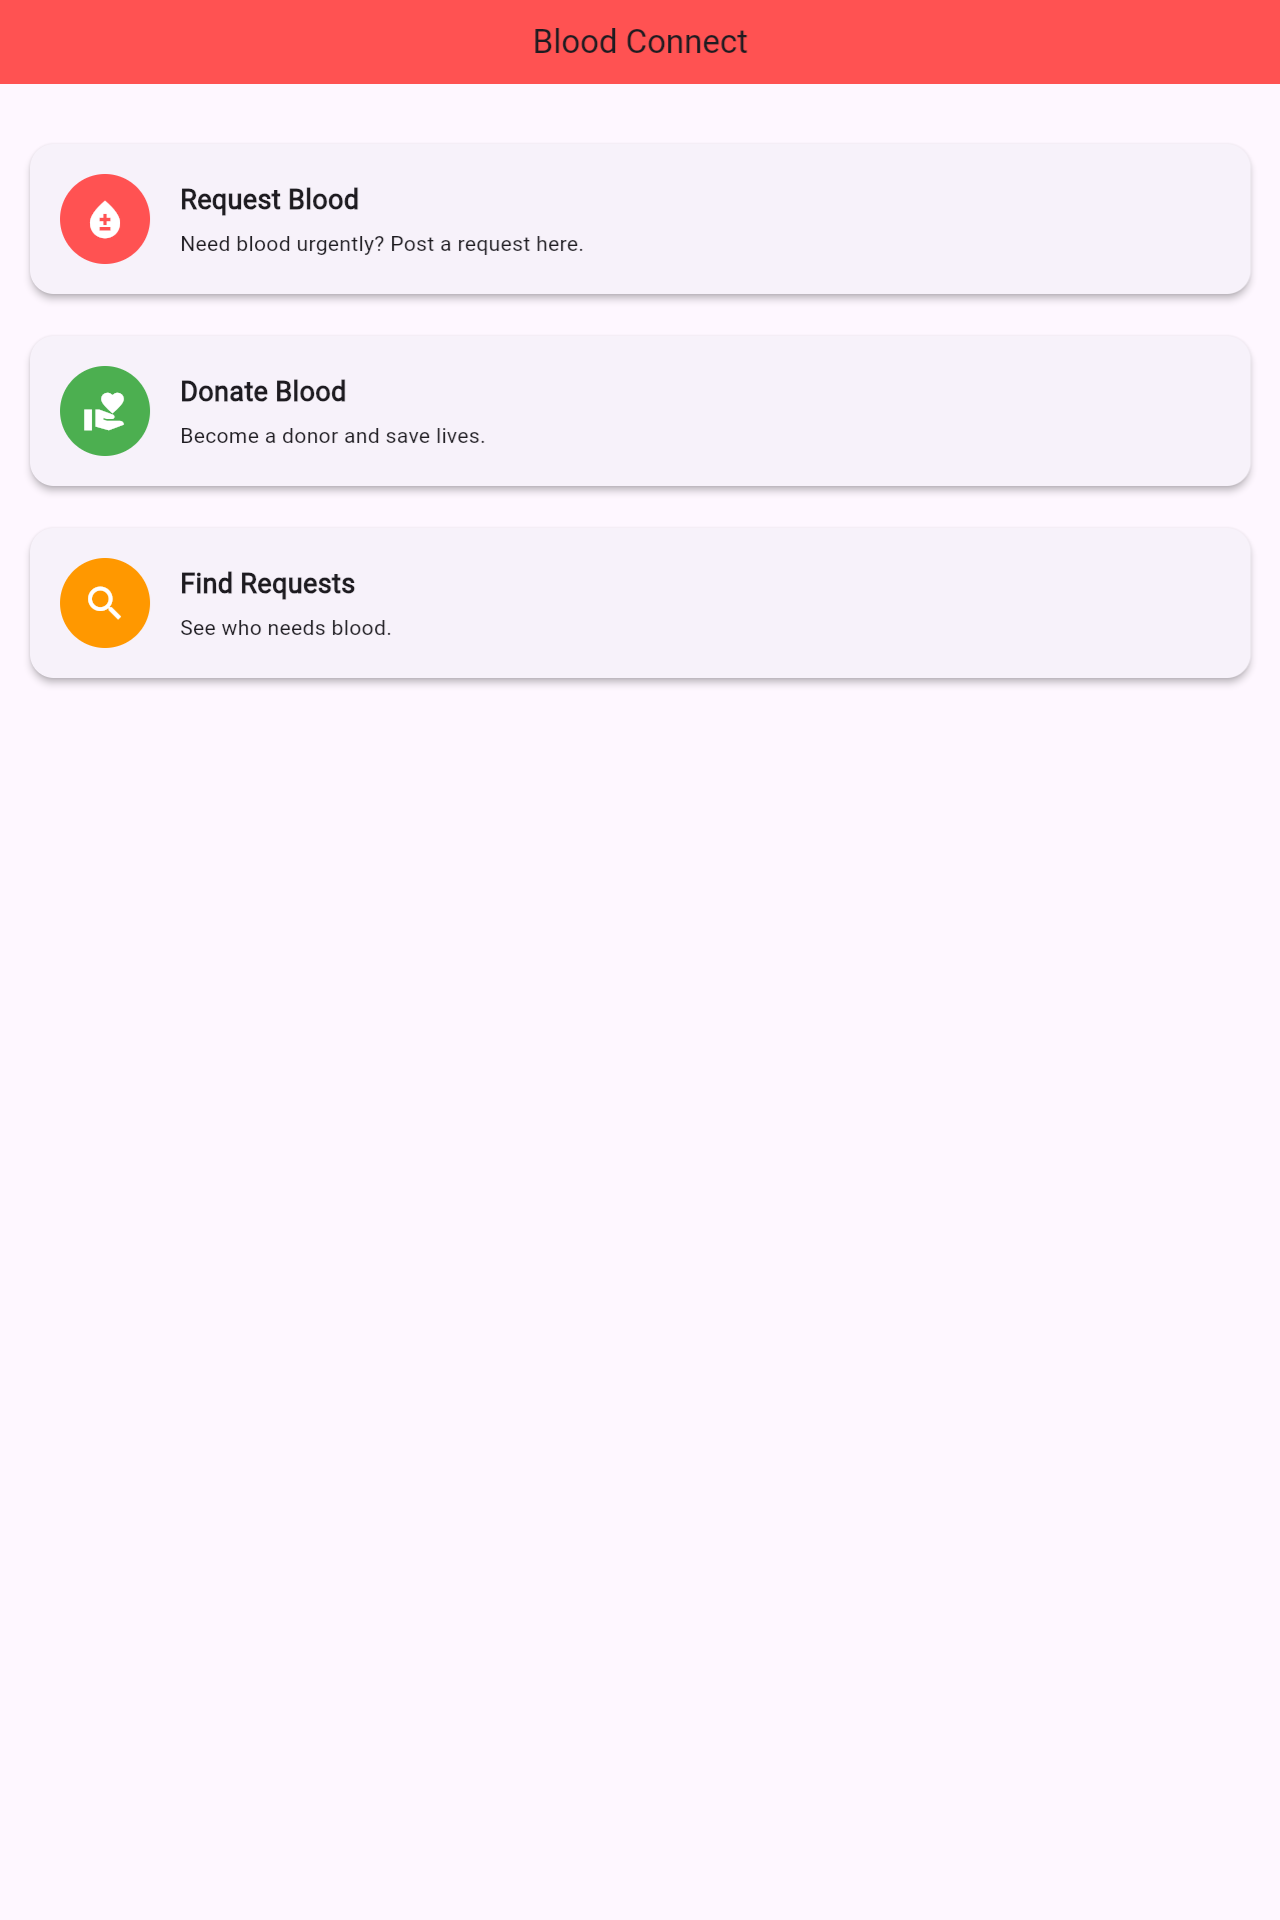 Blood Connect
Request Blood
Need blood urgently? Post a request here.
Donate Blood
Become a donor and save lives.
Find Requests
See who needs blood.